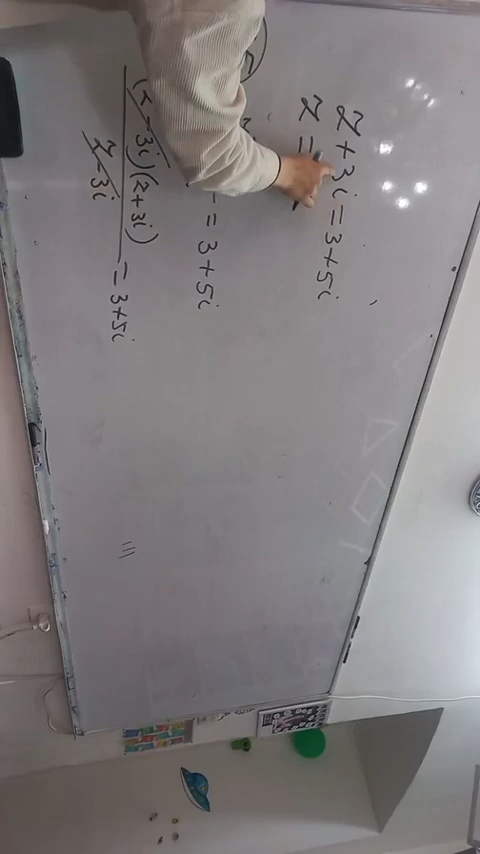 z+3i=3+5i
z=
=3+5i
(z-3i)(z+3i)
=3+5i
z-3i